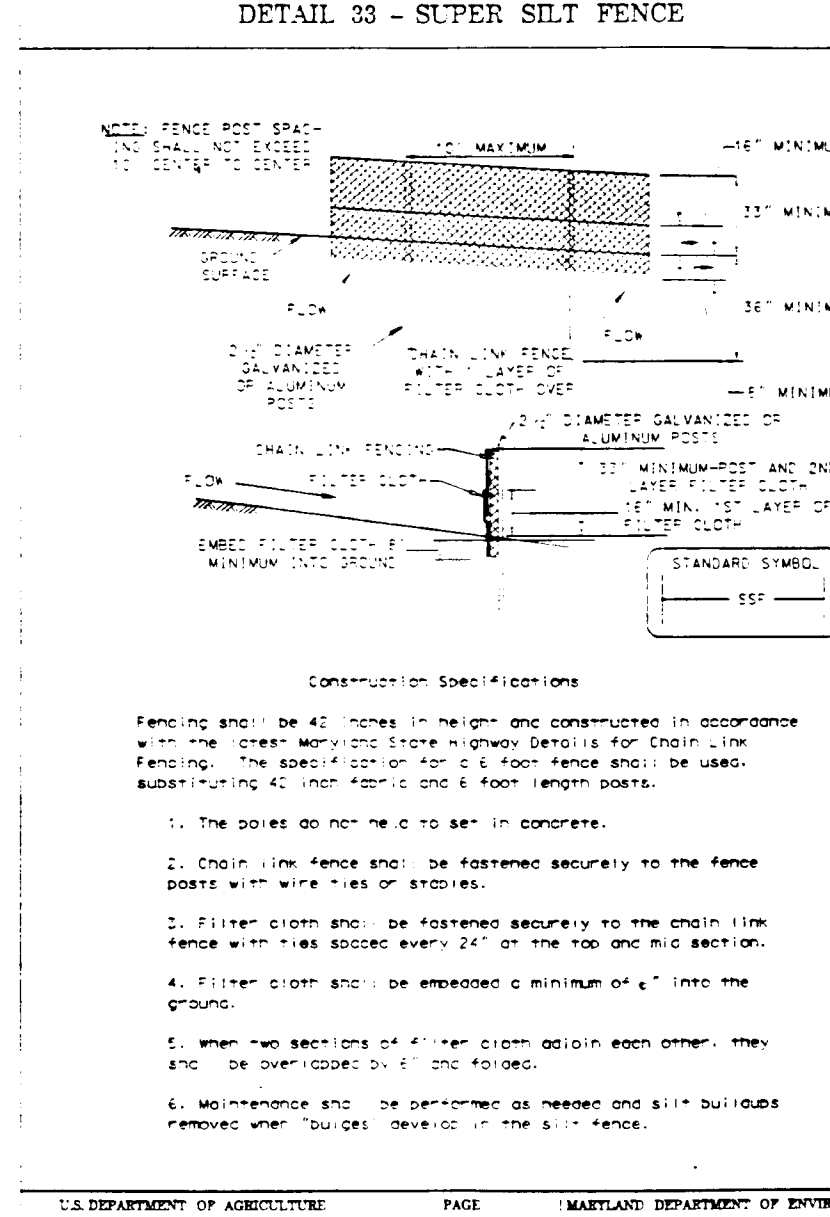 DETAIL 33 - SUPER SILT FENCE
NOTE: FENCE POST SPAC-
ING SHALL NOT EXCEED
10' CENTER TO CENTER
10' MAXIMUM
16" MINIMU
33" MINIM
GROUND
SURFACE
36" MINIM
FLOW
FLOW
2 ½" DIAMETER
GALVANIZED
OR ALUMINUM
POSTS
CHAIN LINK FENCE
WITH 1 LAYER OF
FILTER CLOTH OVER
MINIM
2 ½" DIAMETER GALVANIZED OR
ALUMINUM POSTS
CHAIN LINK FENCING
FLOW
FILTER CLOTH
33" MINIMUM-POST AND 2ND
LAYER FILTER CLOTH
16" MIN. 1ST LAYER OF
FILTER CLOTH
EMBED FILTER CLOTH 8"
MINIMUM INTO GROUND
STANDARD SYMBOL
SSF
Construction Specifications
Fencing shall be 42 inches in height and constructed in accordance
with the latest Maryland State Highway Details for Chain Link
Fencing. The specification for a 6 foot fence shall be used,
substituting 42 inch fabric and 6 foot length posts.
1. The poles do not need to set in concrete.
2. Chain link fence shall be fastened securely to the fence
posts with wire ties or staples.
3. Filter cloth shall be fastened securely to the chain link
fence with ties spaced every 24" at the top and mid section.
4. Filter cloth shall be embedded a minimum of into the
ground.
5. When two sections of filter cloth adjoin each other, they
shall be overlapped by 6" and folded.
6. Maintenance shall be performed as needed and silt buildups
removed when "bulges" develop in the silt fence.
U.S. DEPARTMENT OF AGRICULTURE
PAGE
MARYLAND DEPARTMENT OF ENVIR